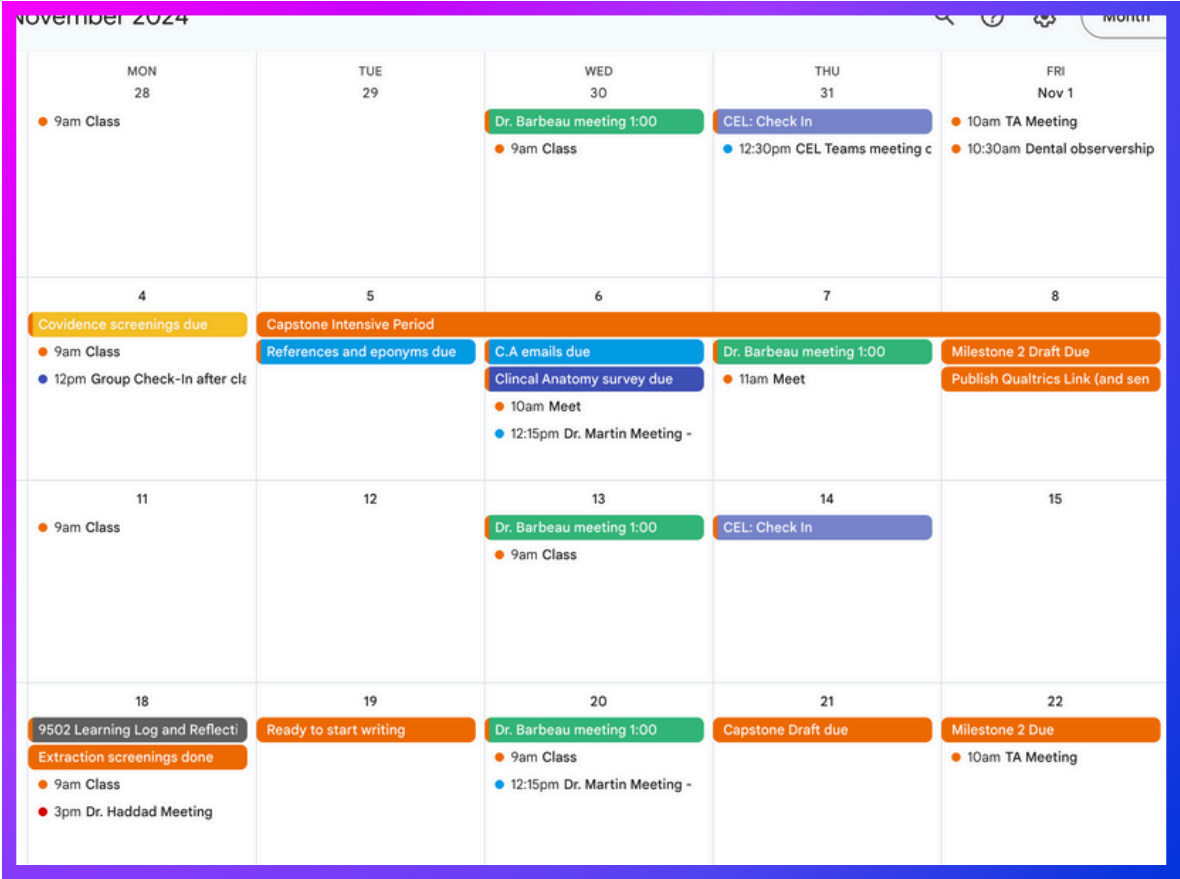 November 2024
Month
MON
TUE
WED
THU
FRI
28
29
30
31
Nov 1
9am Class
Dr. Barbeau meeting 1:00
9am Class
CEL: Check In
12:30pm CEL Teams meeting c
10am TA Meeting
10:30am Dental observership
4
5
6
7
8
Covidence screenings due
Capstone Intensive Period
9am Class
12pm Group Check-In after cla
References and eponyms due
C.A emails due
Clincal Anatomy survey due
10am Meet
12:15pm Dr. Martin Meeting -
Dr. Barbeau meeting 1:00
11am Meet
Milestone 2 Draft Due
Publish Qualtrics Link (and sen
11
12
13
14
15
9am Class
Dr. Barbeau meeting 1:00
9am Class
CEL: Check In
18
19
20
21
22
9502 Learning Log and Reflecti
Extraction screenings done
9am Class
3pm Dr. Haddad Meeting
Ready to start writing
Dr. Barbeau meeting 1:00
9am Class
12:15pm Dr. Martin Meeting -
Capstone Draft due
Milestone 2 Due
10am TA Meeting